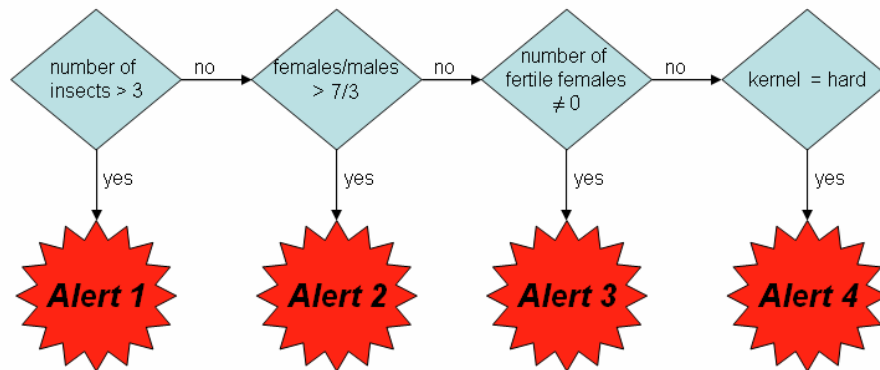 number of
insects > 3
no
females/males
> 7/3
no
number of
fertile females
≠ 0
no
kernel = hard
yes
yes
yes
yes
Alert 1
Alert 2
Alert 3
Alert 4